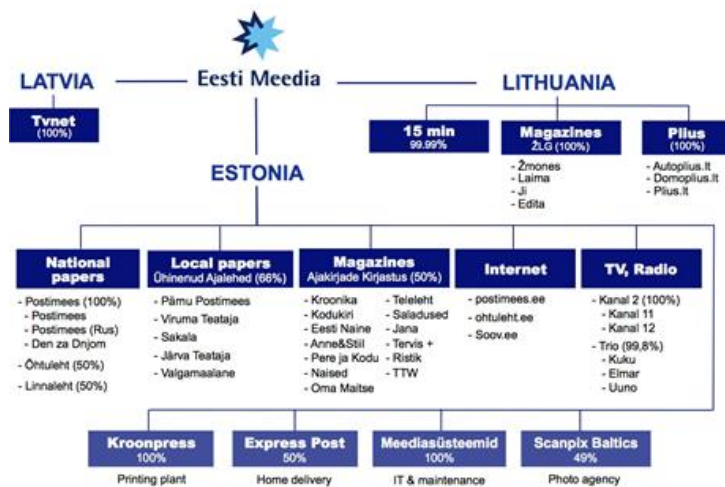 Eesti Meedia
LATVIA
LITHUANIA
Tvnet
(100%)
15 min
99.99%
Magazines
ŽLG (100%)
- Žmones
- Laima
- Ji
- Edita
Plius
(100%)
- Autoplius.lt
- Domoplius.lt
- Plius.lt
ESTONIA
National
papers
- Postimees (100%)
- Postimees
- Postimees (Rus)
- Den za Dnjom
- Õhtuleht (50%)
- Linnaleht (50%)
Local papers
Ühinenud Ajalehed (66%)
- Pärnu Postimees
- Viruma Teataja
- Sakala
- Järva Teataja
- Valgamaalane
Magazines
Ajakirjade Kirjastus (50%)
- Kroonika
- Kodukiri
- Eesti Naine
- Anne&Stiil
- Pere ja Kodu
- Naised
- Oma Maitse
- Teleleht
- Saladused
- Jana
- Tervis +
- Ristik
- TTW
Internet
- postimees.ee
- ohtuleht.ee
- Soov.ee
TV, Radio
- Kanal 2 (100%)
- Kanal 11
- Kanal 12
- Trio (99,8%)
- Kuku
- Elmar
- Uuno
Kroonpress
100%
Printing plant
Express Post
50%
Home delivery
Meediasüsteemid
100%
IT & maintenance
Scanpix Baltics
49%
Photo agency